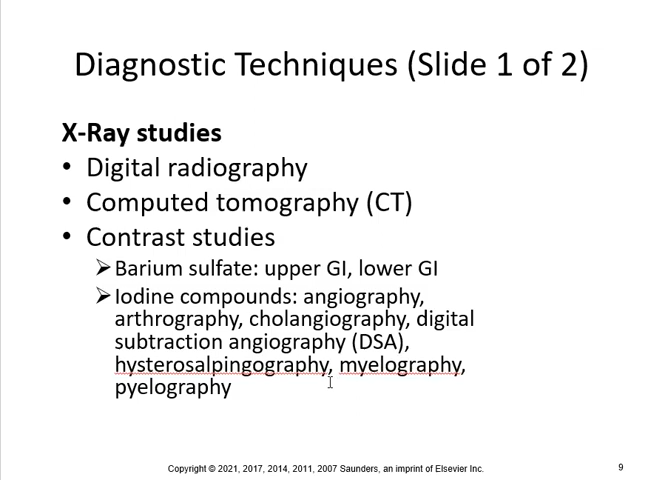 Diagnostic Techniques (Slide 1 of 2)
X-Ray studies
• Digital radiography
• Computed tomography (CT)
• Contrast studies
➢Barium sulfate: upper GI, lower GI
➢Iodine compounds: angiography,
arthrography, cholangiography, digital
subtraction angiography (DSA),
hysterosalpingography, myelography,
pyelography
Copyright © 2021, 2017, 2014, 2011, 2007 Saunders, an imprint of Elsevier Inc.
9